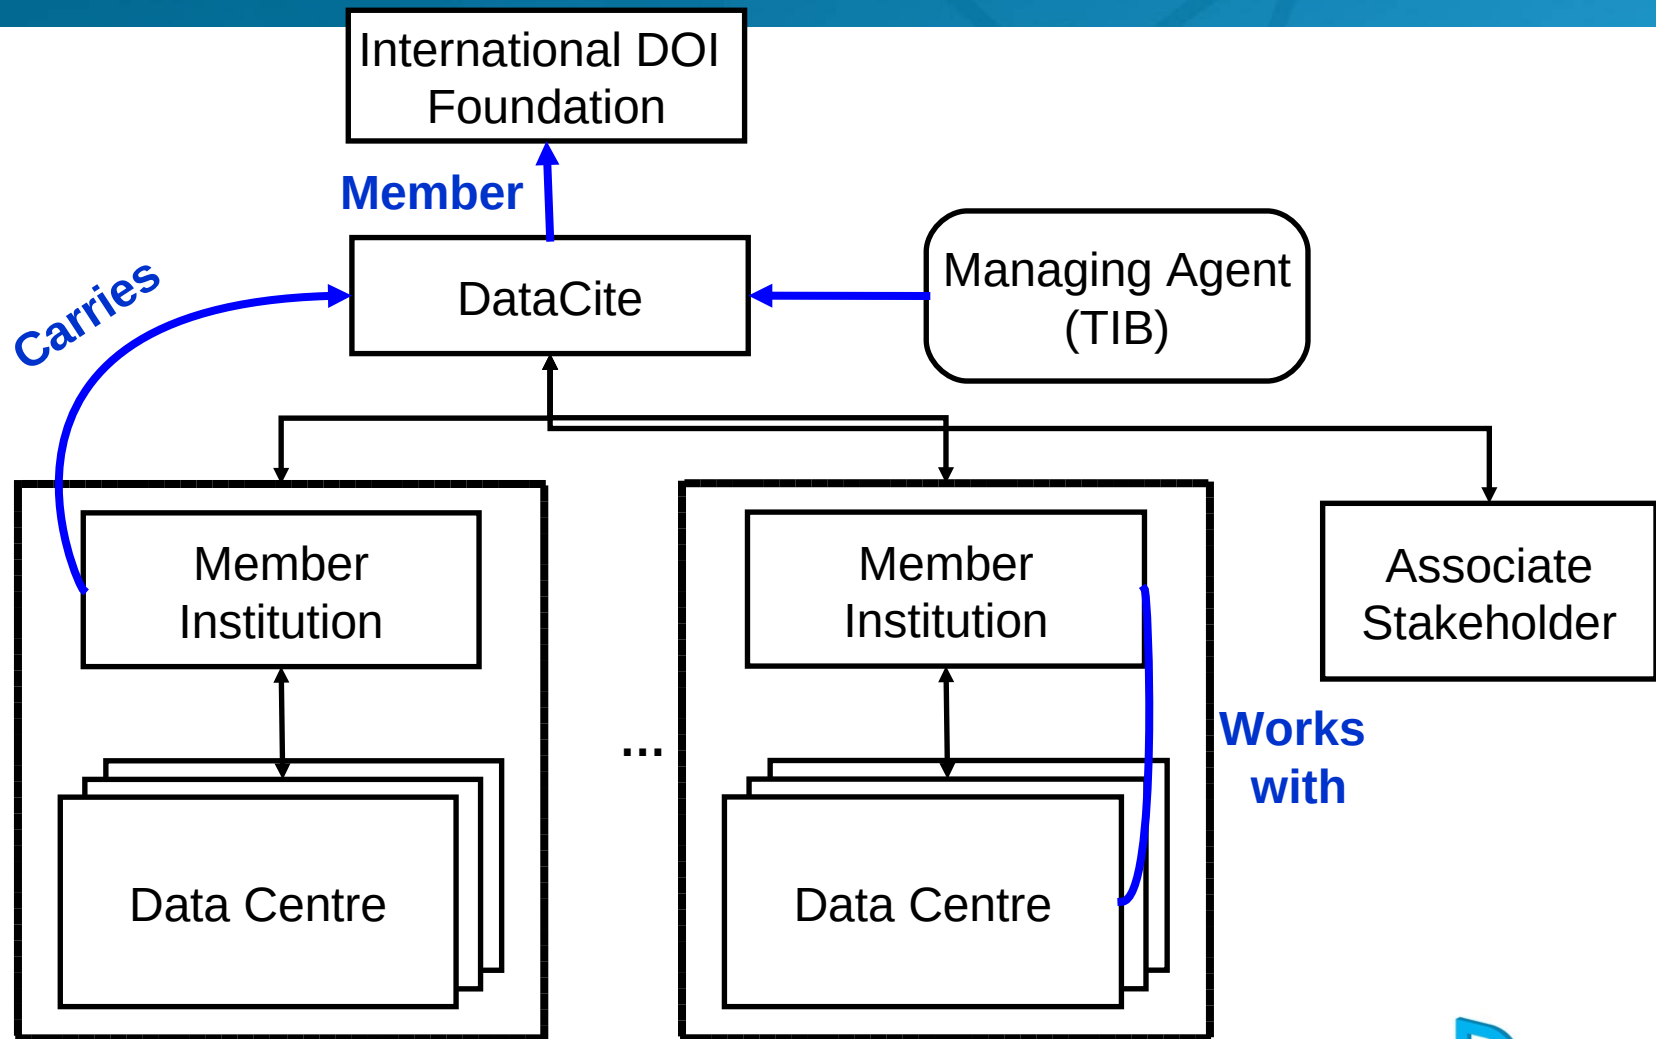 International DOI
Foundation
Member
DataCite
Managing Agent
(TIB)
Carries
Member
Institution
Member
Institution
Associate
Stakeholder
...
Works
with
Data Centre
Data Centre